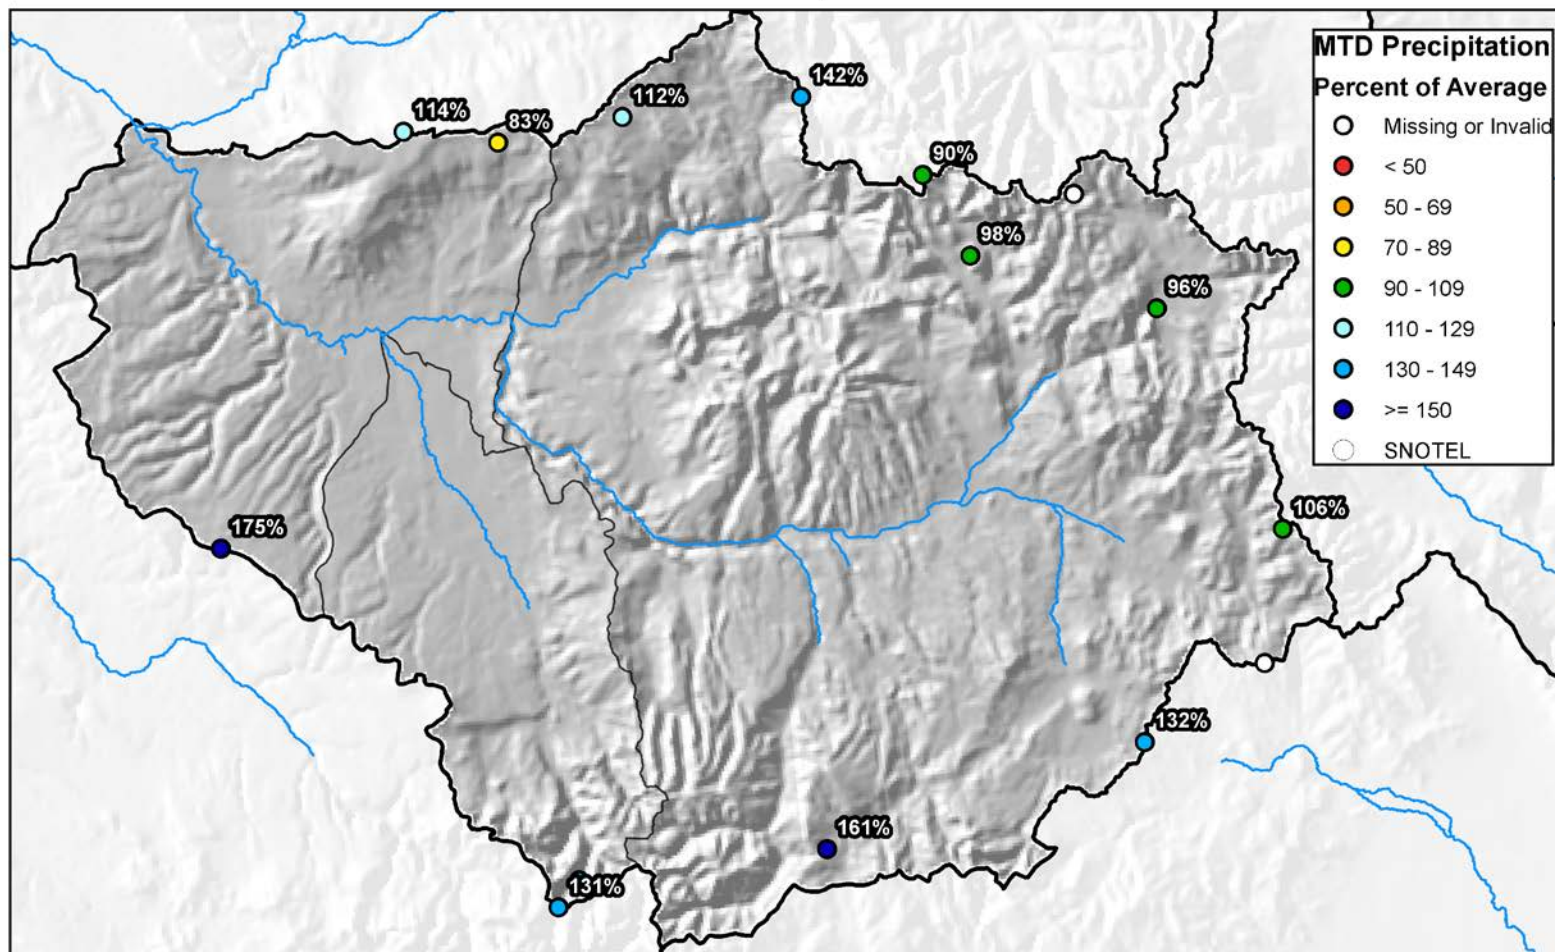 MTD Precipitation
Percent of Average
Missing or Invalid
< 50
50 - 69
70 - 89
90 - 109
110 - 129
130 - 149
>= 150
SNOTEL
142%
114%
112%
83%
90%
98%
96%
106%
175%
132%
161%
131%